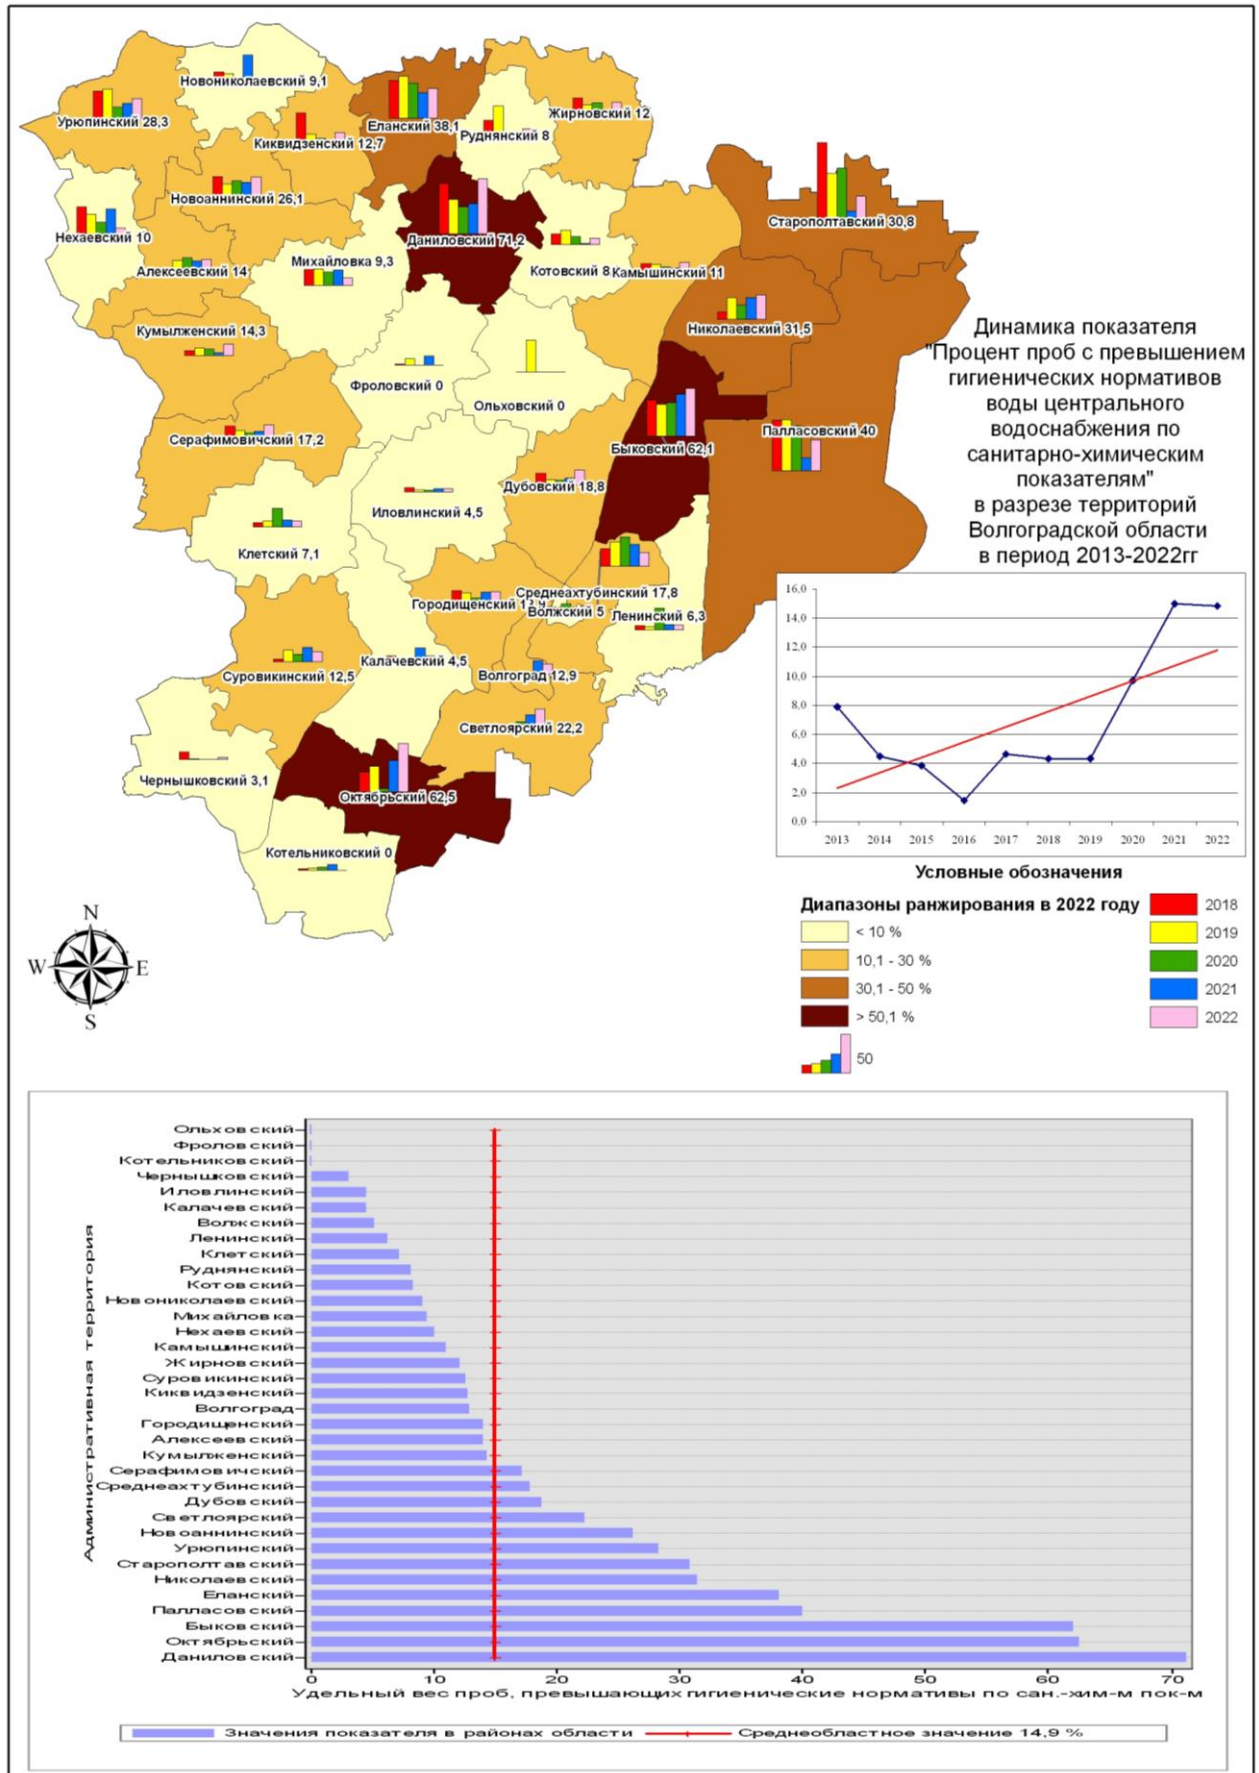 Новониколаевский 9,1
Урюпинский 28,3
Киквидзенский 12,7
Еланский 38,1
Руднянский 8
Жирновский 12
Новоаннинский 26,1
Нехаевский 10
Алексеевский 14
Михайловка 9,3
Даниловский 71,2
Котовский 8
Камышинский 11
Старополтавский 30,8
Николаевский 31,5
Кумылженский 14,3
Фроловский 0
Ольховский 0
Серафимовичский 17,2
Быковский 62,1
Палласовский 40
Дубовский 18,8
Иловлинский 4,5
Клетский 7,1
Городищенский
Среднеахтубинский 17,8
Волжский 5
Ленинский 6,3
Суровикинский 12,5
Калачевский 4,5
Волгоград 12,9
Светлоярский 22,2
Чернышковский 3,1
Октябрьский 62,5
Котельниковский 0
Динамика показателя
"Процент проб с превышением
гигиенических нормативов
воды центрального
водоснабжения по
санитарно-химическим
показателям"
в разрезе территорий
Волгоградской области
в период 2013-2022гг
16,0
14,0
12,0
10,0
8,0
6,0
4,0
2,0
0,0
2013 2014 2015 2016 2017 2018 2019 2020 2021 2022
N
W E
S
Условные обозначения
Диапазоны ранжирования в 2022 году
< 10 %
10,1 - 30 %
30,1 - 50 %
> 50,1 %
50
2018
2019
2020
2021
2022
Административная территория
Ольховский
Фроловский
Котельниковский
Чернышковский
Иловлинский
Калачевский
Волжский
Ленинский
Клетский
Руднянский
Котовский
Новониколаевский
Михайловка
Нехаевский
Камышинский
Жирновский
Суровикинский
Киквидзенский
Волгоград
Городищенский
Алексеевский
Кумылженский
Серафимовичский
Среднеахтубинский
Дубовский
Светлоярский
Новоаннинский
Урюпинский
Старополтавский
Николаевский
Еланский
Палласовский
Быковский
Октябрьский
Даниловский
0 10 20 30 40 50 60 70
Удельный вес проб, превышающих гигиенические нормативы по сан.-хим-м пок-м
Значения показателя в районах области
Среднеобластное значение 14,9 %